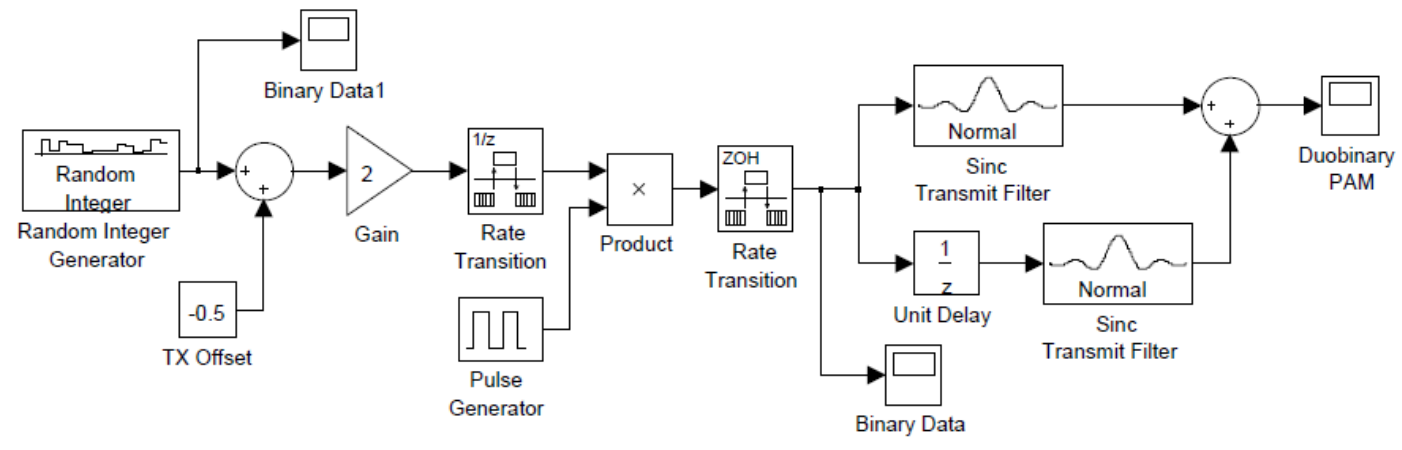 Binary Data1
Random
Integer
Random Integer
Generator
-0.5
TX Offset
+
+
2
Gain
1/z
Rate
Transition
×
Product
Pulse
Generator
ZOH
Rate
Transition
Normal
Sinc
Transmit Filter
1
z
Unit Delay
Normal
Sinc
Transmit Filter
Binary Data
+
+
Duobinary
PAM